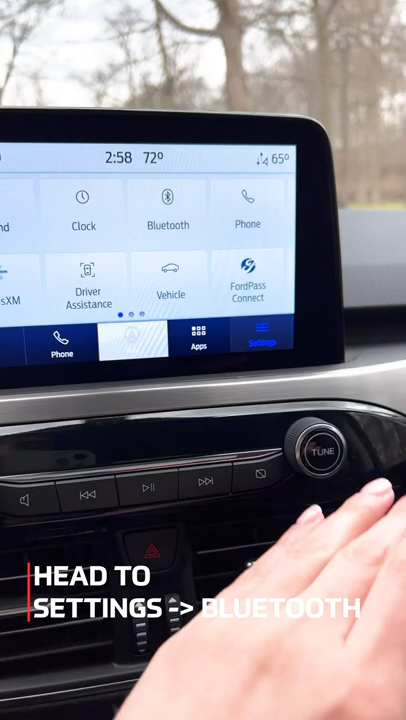 2:58 72° 65°
nd Clock Bluetooth Phone
sXM Driver Assistance Vehicle FordPass Connect
Phone Apps Settings
TUNE
HEAD TO
SETTINGS -> BLUETOOTH